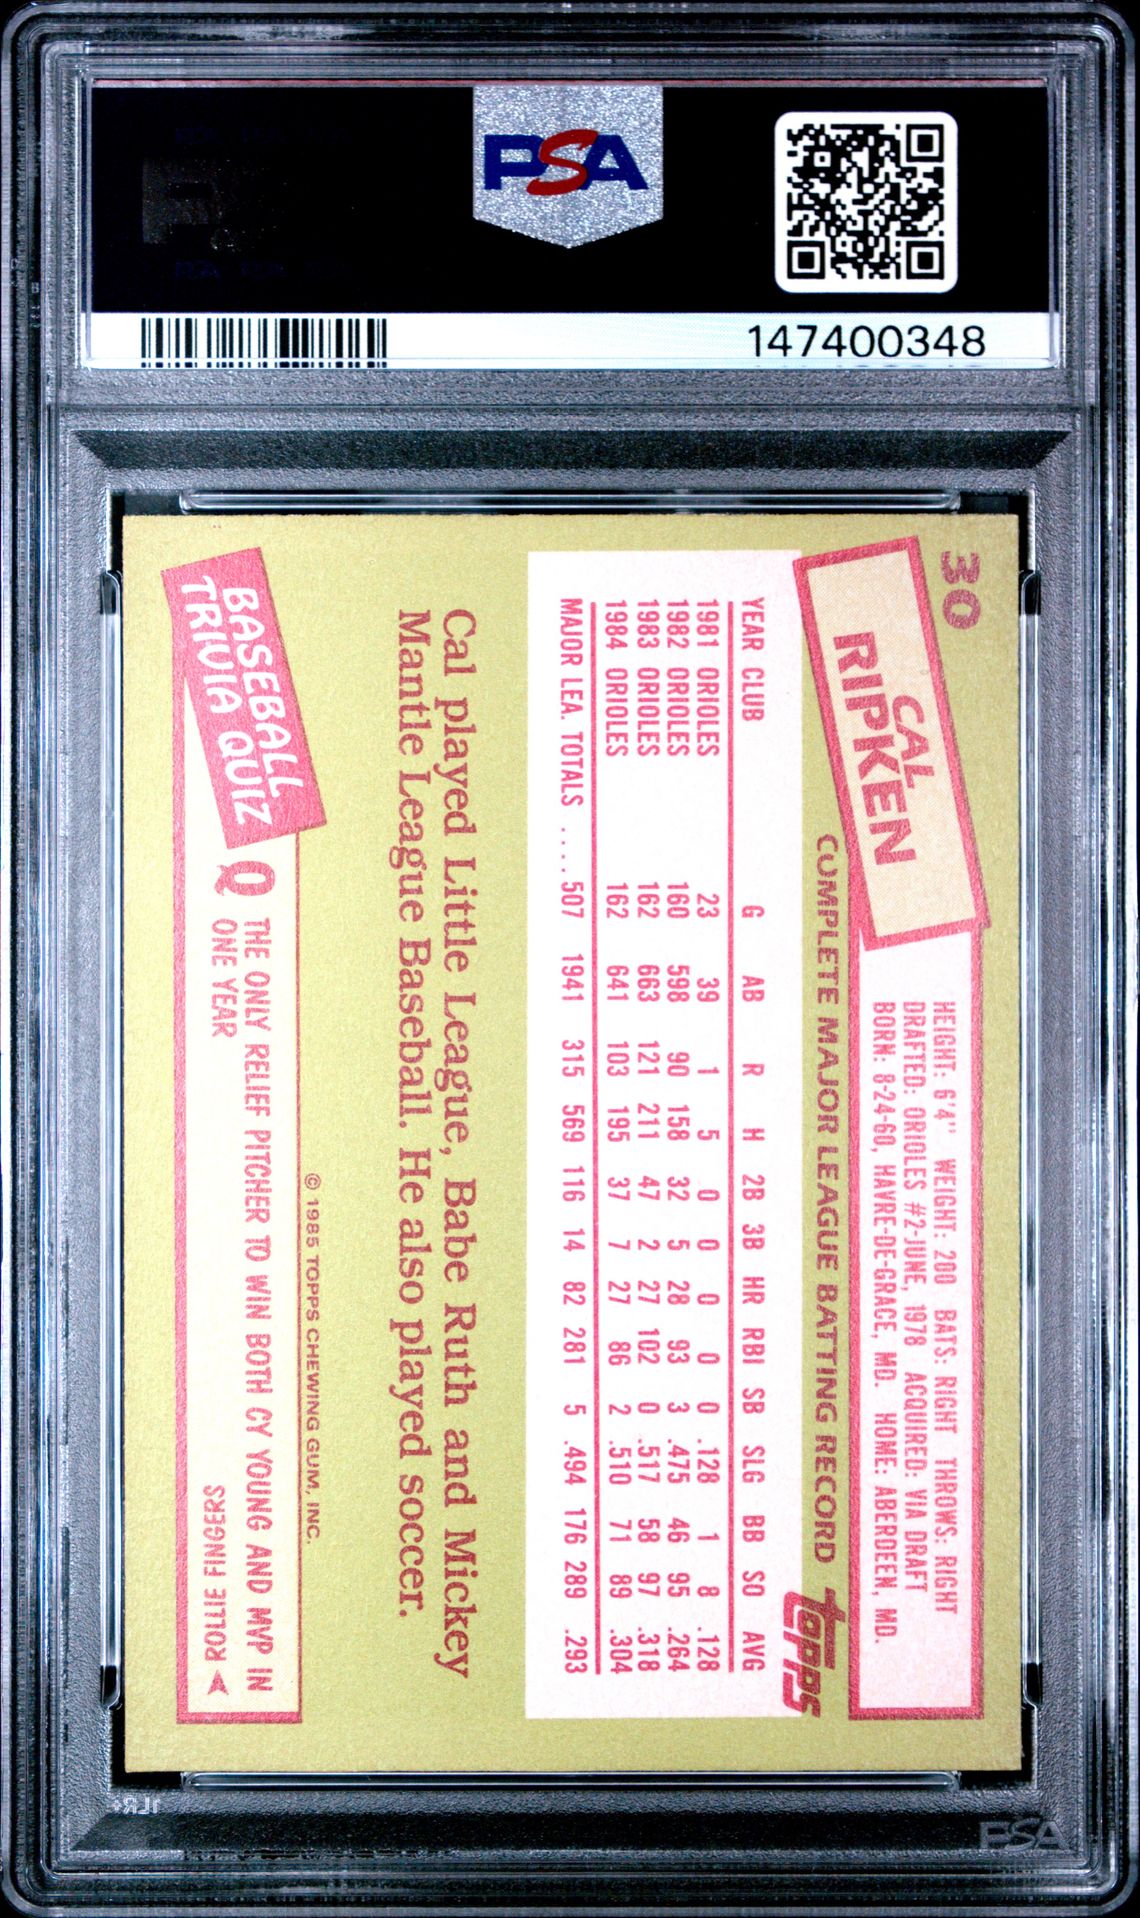 PSA
147400348
30
CAL
RIPKEN
HEIGHT: 6'4" WEIGHT: 200 BATS: RIGHT THROWS: RIGHT
DRAFTED: ORIOLES #2-JUNE, 1978 ACQUIRED: VIA DRAFT
BORN: 8-24-60, HAVRE-DE-GRACE, MD. HOME: ABERDEEN, MD.
COMPLETE MAJOR LEAGUE BATTING RECORD topps
YEAR CLUB G AB R H 2B 3B HR RBI SB SLG BB SO AVG
1981 ORIOLES 23 39 1 5 0 0 0 0 0 .128 1 8 .128
1982 ORIOLES 160 598 90 158 32 5 28 93 3 .475 46 95 .264
1983 ORIOLES 162 663 121 211 47 2 27 102 0 .517 58 97 .318
1984 ORIOLES 162 641 103 195 37 7 27 86 2 .510 71 89 .304
MAJOR LEA. TOTALS .... 507 1941 315 569 116 14 82 281 5 .494 176 289 .293
Cal played Little League, Babe Ruth and Mickey
Mantle League Baseball. He also played soccer.
© 1985 TOPPS CHEWING GUM, INC.
BASEBALL
TRIVIA QUIZ
Q THE ONLY RELIEF PITCHER TO WIN BOTH CY YOUNG AND MVP IN
ONE YEAR
ROLLIE FINGERS
PSA